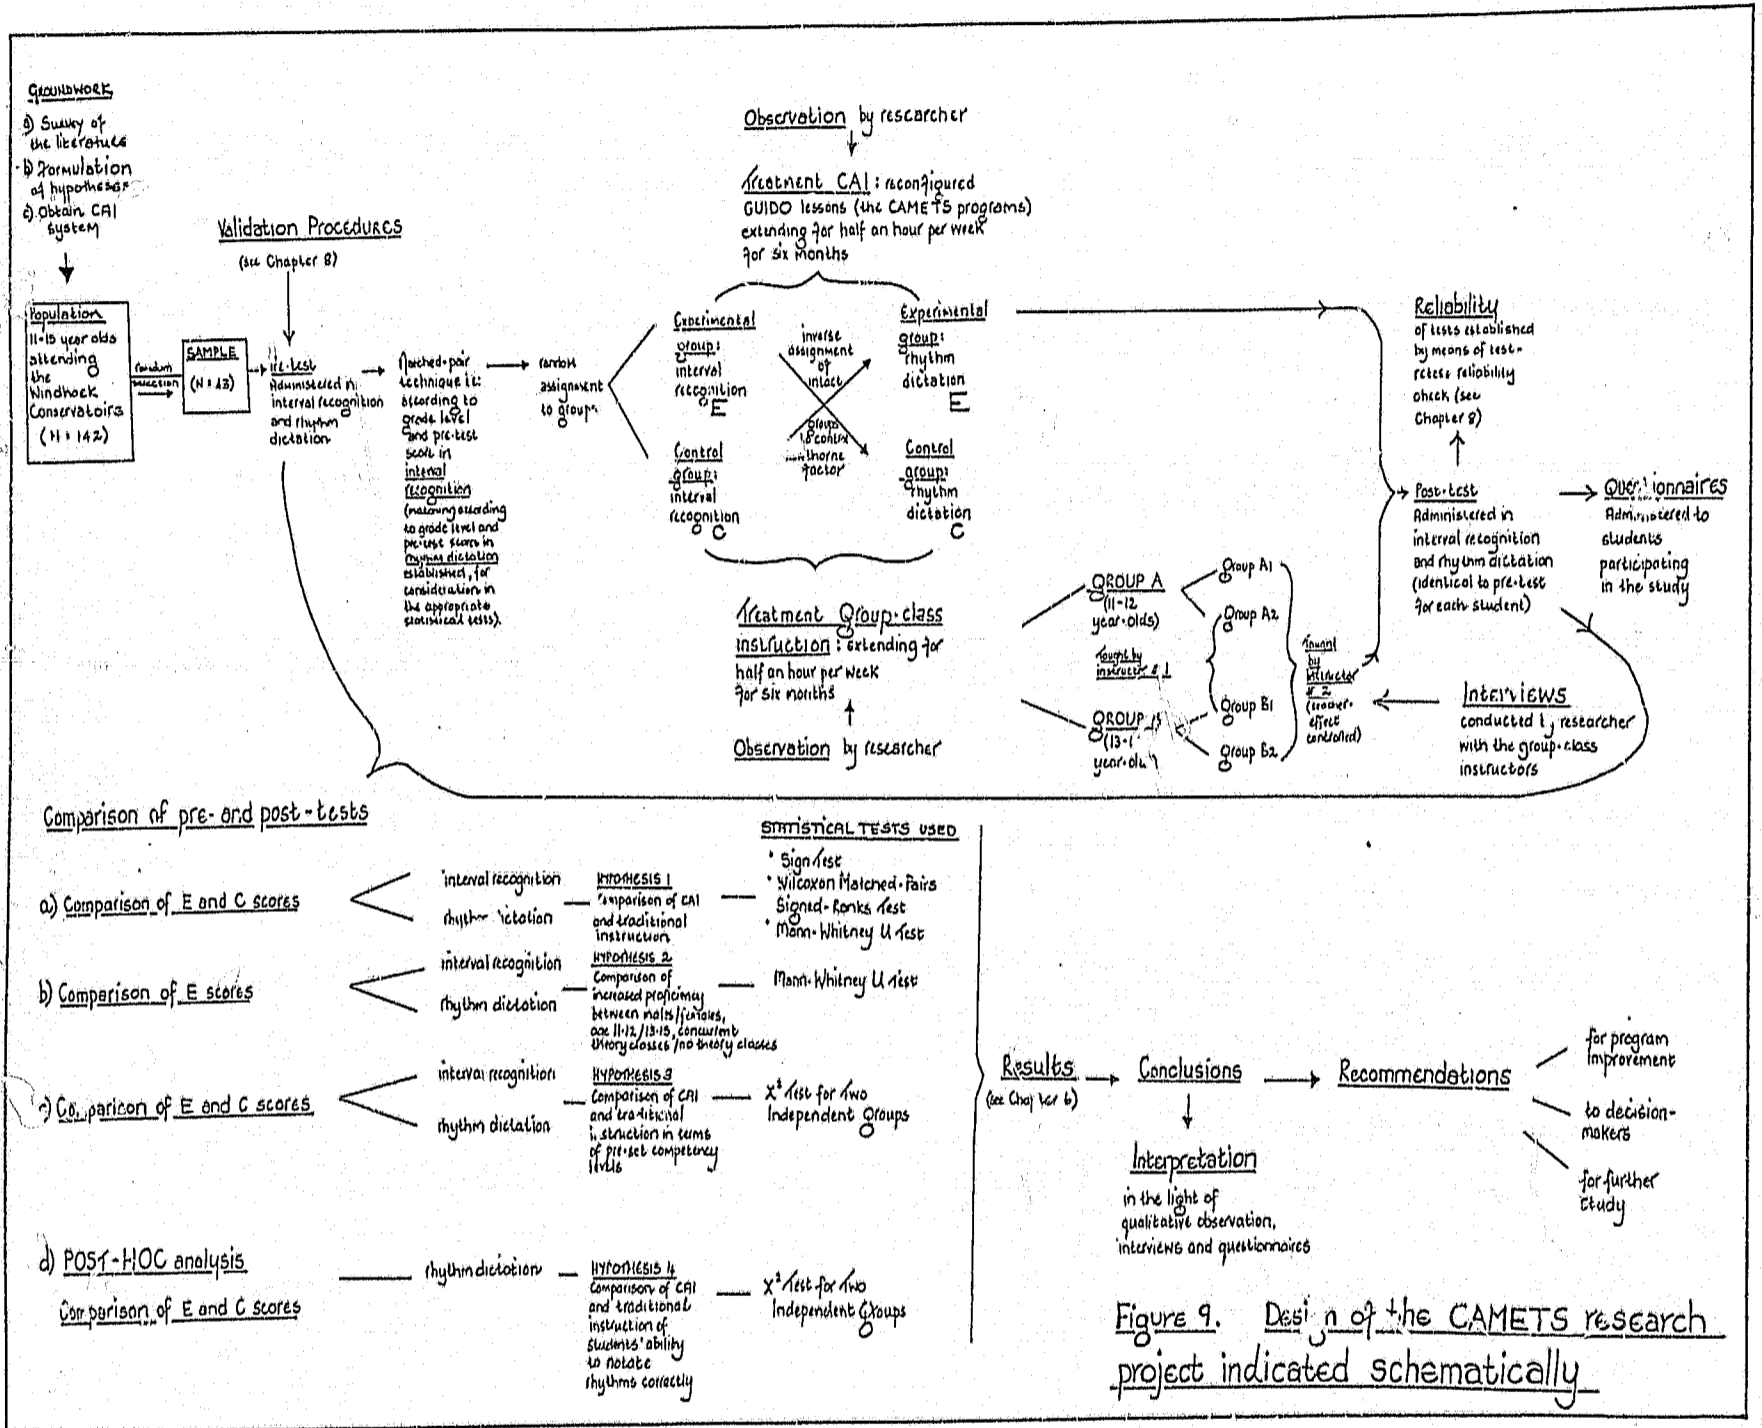 GROUNDWORK
a) Survey of
the literature
b) Formulation
of hypotheses
c) Obtain CAI
system
Population
11-15 year olds
attending
the
Windhoek
Conservatoire
(N = 142)
random
selection
SAMPLE
Validation Procedures
(see Chapter 8)
Pre-test
Administered in
interval recognition
and rhythm
dictation
Matched-pair
technique
according to
grade level
and pre-test
score in
interval
recognition
(matching according
to grade level and
pre-test scores in
rhythm dictation
established, for
consideration in
the appropriate
statistical tests).
random
assignment
to groups
Observation by researcher
Treatment CAI: reconfigured
GUIDO lessons (the CAMETS programs)
extending for half an hour per week
for six months
Experimental
group:
interval
recognition
E
inverse
assignment
of
intact
groups
thorne
factor
Experimental
group:
rhythm
dictation
E
Control
group:
interval
recognition
C
Control
group:
rhythm
dictation
C
Treatment Group-class
instruction: extending for
half an hour per week
for six months
Observation by researcher
GROUP A
(11-12
year-olds)
Taught by
instructor # 1
GROUP
(13-
Group A1
Group A2
Group B1
Group B2
Taught
by
instructor
# 2
(teacher-
effect
controlled)
Reliability
of tests established
by means of test-
retest reliability
check (see
Chapter 8)
Post-test
Administered in
interval recognition
and rhythm dictation
(identical to pre-test
for each student)
Questionnaires
Administered to
students
participating
in the study
Interviews
conducted by researcher
with the group-class
instructors
Comparison of pre- and post-tests
STATISTICAL TESTS USED
a) Comparison of E and C scores
interval recognition
rhythm dictation
HYPOTHESIS 1
Comparison of CAI
and traditional
instruction
• Sign Test
• Wilcoxon Matched-Pairs
Signed-Ranks Test
• Mann-Whitney U Test
b) Comparison of E scores
interval recognition
rhythm dictation
HYPOTHESIS 2
Comparison of
increased proficiency
between males/females,
age 11-12/13-15, concurrent
theory classes/no theory classes
Mann-Whitney U Test
c) Comparison of E and C scores
interval recognition
rhythm dictation
HYPOTHESIS 3
Comparison of CAI
and traditional
instruction in terms
of pre-set competency
levels
X² Test for Two
Independent Groups
d) POST-HOC analysis
Comparison of E and C scores
rhythm dictation
HYPOTHESIS 4
Comparison of CAI
and traditional
instruction of
students' ability
to notate
rhythms correctly
X² Test for Two
Independent Groups
Results
(see Chapter 6)
Conclusions
Interpretation
in the light of
qualitative observation,
interviews and questionnaires
Recommendations
for program
improvement
to decision-
makers
for further
study
Figure 9. Design of the CAMETS research
project indicated schematically